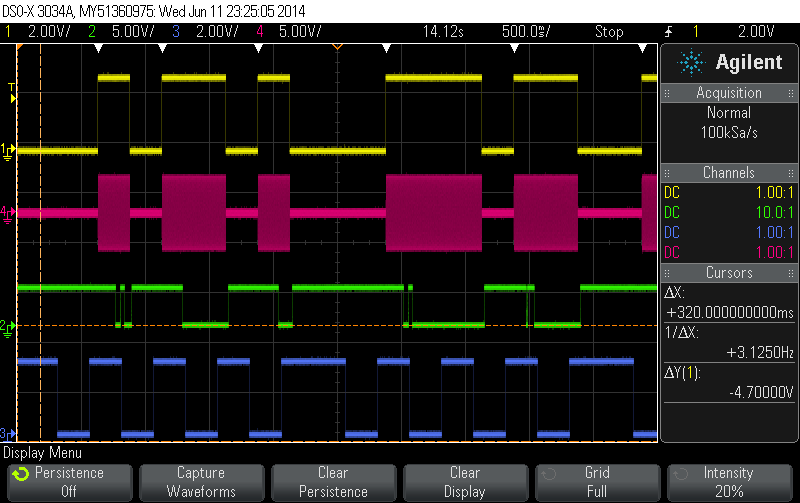 DSO-X 3034A, MY51360975: Wed Jun 11 23:25:05 2014
1 2.00V/ 2 5.00V/ 3 2.00V/ 4 5.00V/ 14.12s 500.0ms/ Stop 1 2.00V
T
1
4
2
3
Agilent
Acquisition
Normal
100kSa/s
Channels
DC 1.00:1
DC 10.0:1
DC 1.00:1
DC 1.00:1
Cursors
ΔX:
+320.000000000ms
1/ΔX:
+3.1250Hz
ΔY(1):
-4.70000V
Display Menu
Persistence
Off
Capture
Waveforms
Clear
Persistence
Clear
Display
Grid
Full
Intensity
20%